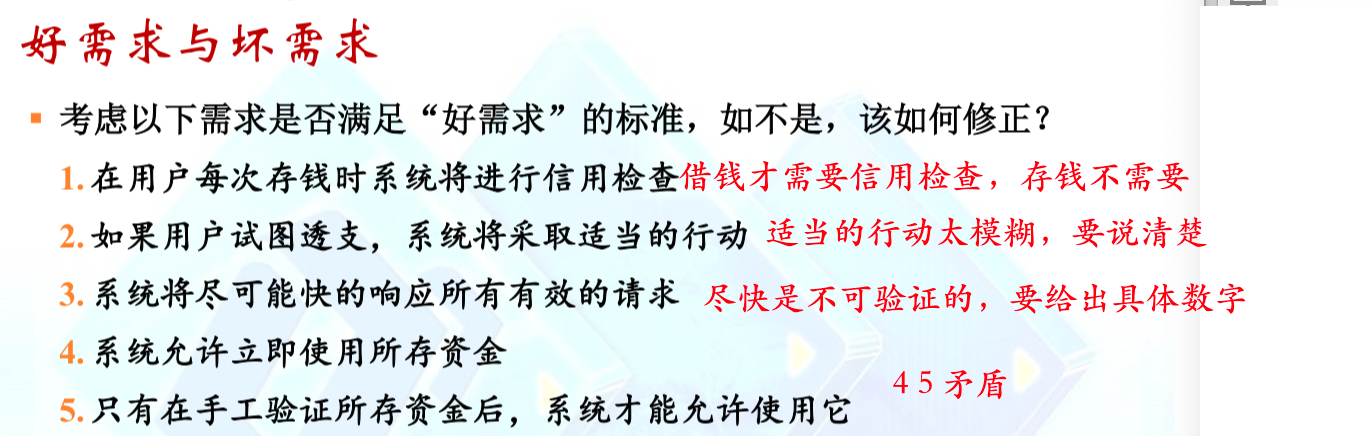 好需求与坏需求
考虑以下需求是否满足“好需求”的标准，如不是，该如何修正？
1.在用户每次存钱时系统将进行信用检查借钱才需要信用检查，存钱不需要
2.如果用户试图透支，系统将采取适当的行动 适当的行动太模糊，要说清楚
3.系统将尽可能快的响应所有有效的请求 尽快是不可验证的，要给出具体数字
4.系统允许立即使用所存资金
45矛盾
5.只有在手工验证所存资金后，系统才能允许使用它